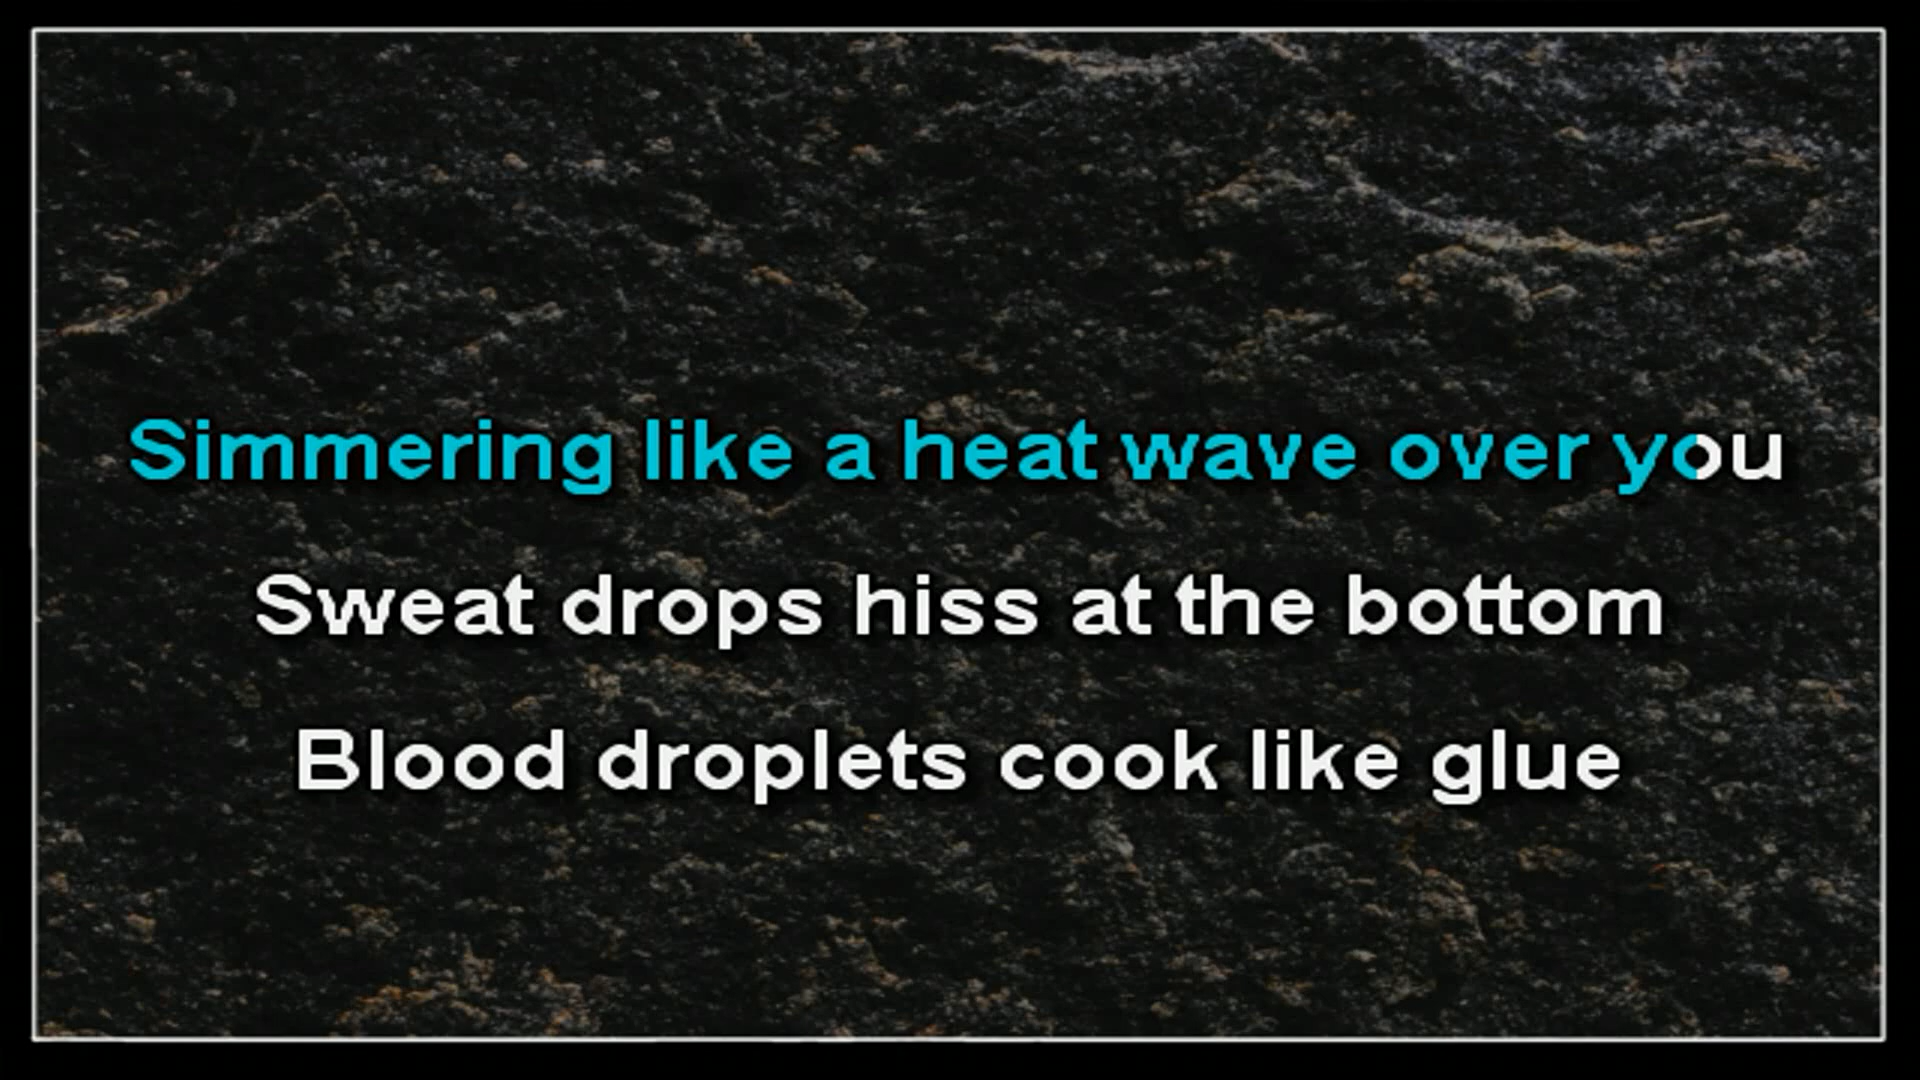 Simmering like a heat wave over you
Sweat drops hiss at the bottom
Blood droplets cook like glue